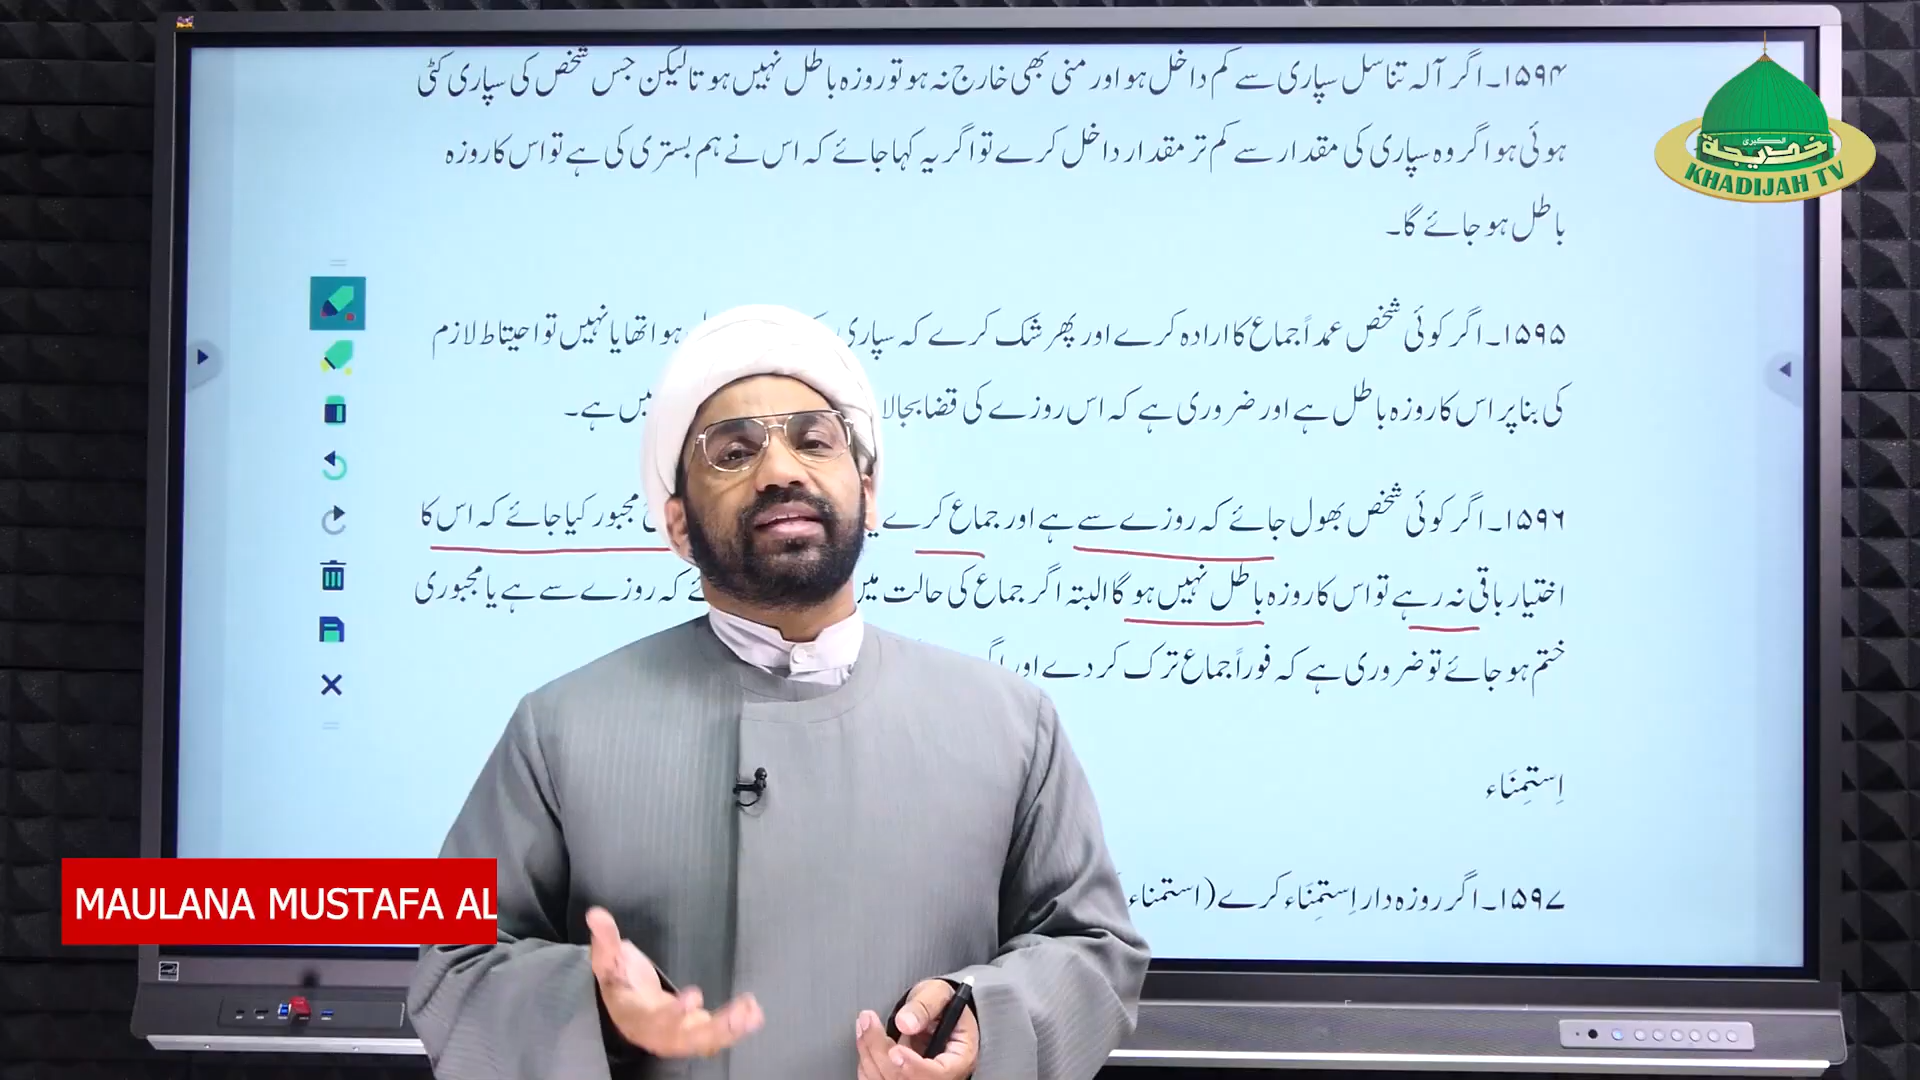 ۱۵۹۴۔ اگر آلہ تناسل سپاری سے کم داخل ہو اور منی بھی خارج نہ ہو تو روزہ باطل نہیں ہوتا لیکن جس شخص کی سپاری کٹی
ہوئی ہو اگر وہ سپاری کی مقدار سے کم تر مقدار داخل کرے تو اگر یہ کہا جائے کہ اس نے ہم بستری کی ہے تو اس کا روزہ
باطل ہو جائے گا۔
۱۵۹۵۔ اگر کوئی شخص عمداً جماع کا ارادہ کرے اور پھر شک کرے کہ سپاری ہوا تھا یا نہیں تو احتیاط لازم
کی بنا پر اس کا روزہ باطل ہے اور ضروری ہے کہ اس روزے کی قضا بجالا ہے۔
۱۵۹۶۔ اگر کوئی شخص بھول جائے کہ روزے سے ہے اور جماع کرے مجبور کیا جائے کہ اس کا
اختیار باقی نہ رہے تو اس کا روزہ باطل نہیں ہو گا البتہ اگر جماع کی حالت کہ روزے سے ہے یا مجبوری
ختم ہو جائے تو ضروری ہے کہ فوراً جماع ترک کر دے اور
اِستِمنَاء
۱۵۹۷۔ اگر روزہ دار اِستِمنَاء کرے (استمناء
خديجة
الكبرى
KHADIJAH TV
MAULANA MUSTAFA AL